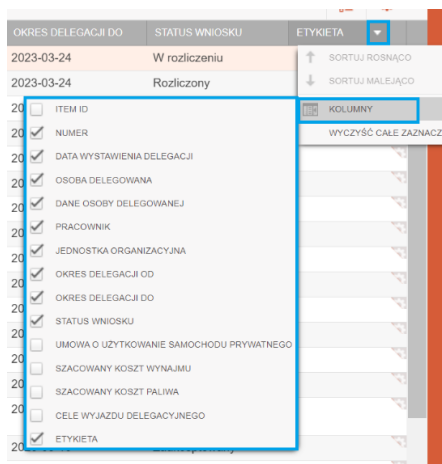 OKRES DELEGACJI DO STATUS WNIOSKU ETYKIETA
2023-03-24 W rozliczeniu
SORTUJ ROSNĄCO
2023-03-24 Rozliczony
SORTUJ MALEJĄCO
ITEM ID
KOLUMNY
NUMER
WYCZYŚĆ CAŁE ZAZNACZ
DATA WYSTAWIENIA DELEGACJI
OSOBA DELEGOWANA
DANE OSOBY DELEGOWANEJ
PRACOWNIK
JEDNOSTKA ORGANIZACYJNA
OKRES DELEGACJI OD
OKRES DELEGACJI DO
STATUS WNIOSKU
UMOWA O UŻYTKOWANIE SAMOCHODU PRYWATNEGO
SZACOWANY KOSZT WYNAJMU
SZACOWANY KOSZT PALIWA
CELE WYJAZDU DELEGACYJNEGO
ETYKIETA